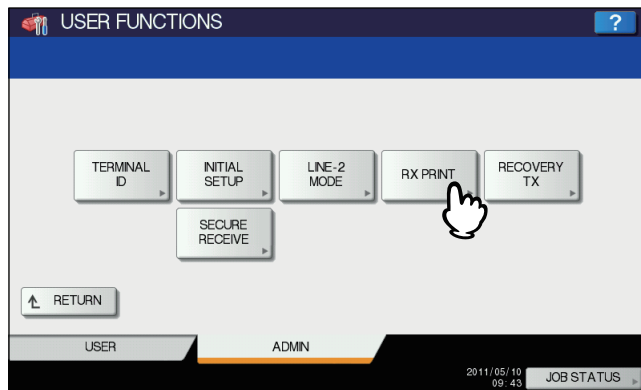 USER FUNCTIONS
?
TERMINAL
ID
INITIAL
SETUP
LINE-2
MODE
RX PRINT
RECOVERY
TX
SECURE
RECEIVE
RETURN
USER
ADMIN
2011/05/10
09:43
JOB STATUS